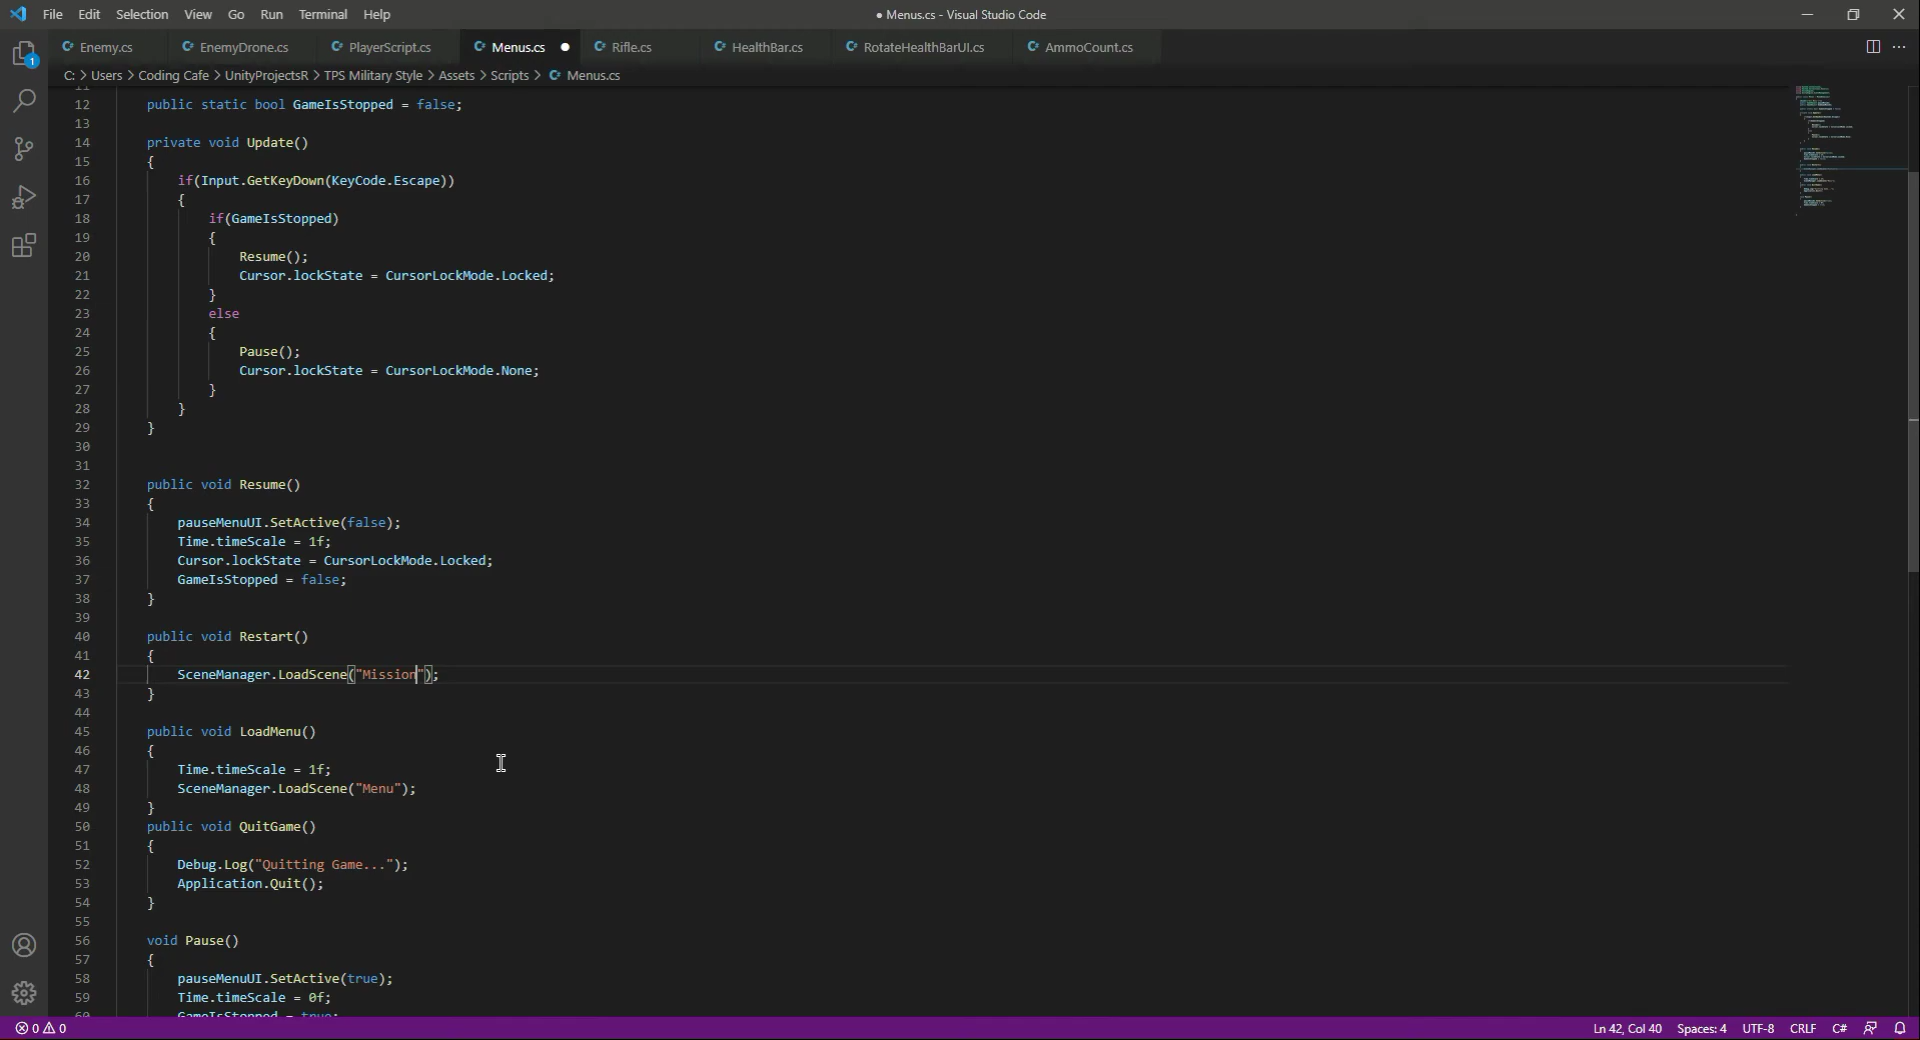 File Edit Selection View Go Run Terminal Help ● Menus.cs - Visual Studio Code
Enemy.cs EnemyDrone.cs PlayerScript.cs Menus.cs ● Rifle.cs HealthBar.cs RotateHealthBarUI.cs AmmoCount.cs
C: > Users > Coding Cafe > UnityProjectsR > TPS Military Style > Assets > Scripts > Menus.cs
1
11
12 public static bool GameIsStopped = false;
13
14 private void Update()
15 {
16 if(Input.GetKeyDown(KeyCode.Escape))
17 {
18 if(GameIsStopped)
19 {
20 Resume();
21 Cursor.lockState = CursorLockMode.Locked;
22 }
23 else
24 {
25 Pause();
26 Cursor.lockState = CursorLockMode.None;
27 }
28 }
29 }
30
31
32 public void Resume()
33 {
34 pauseMenuUI.SetActive(false);
35 Time.timeScale = 1f;
36 Cursor.lockState = CursorLockMode.Locked;
37 GameIsStopped = false;
38 }
39
40 public void Restart()
41 {
42 SceneManager.LoadScene("Mission");
43 }
44
45 public void LoadMenu()
46 {
47 Time.timeScale = 1f;
48 SceneManager.LoadScene("Menu");
49 }
50 public void QuitGame()
51 {
52 Debug.Log("Quitting Game...");
53 Application.Quit();
54 }
55
56 void Pause()
57 {
58 pauseMenuUI.SetActive(true);
59 Time.timeScale = 0f;
60 GameIsStopped = true;
0 0 Ln 42, Col 40 Spaces: 4 UTF-8 CRLF C#